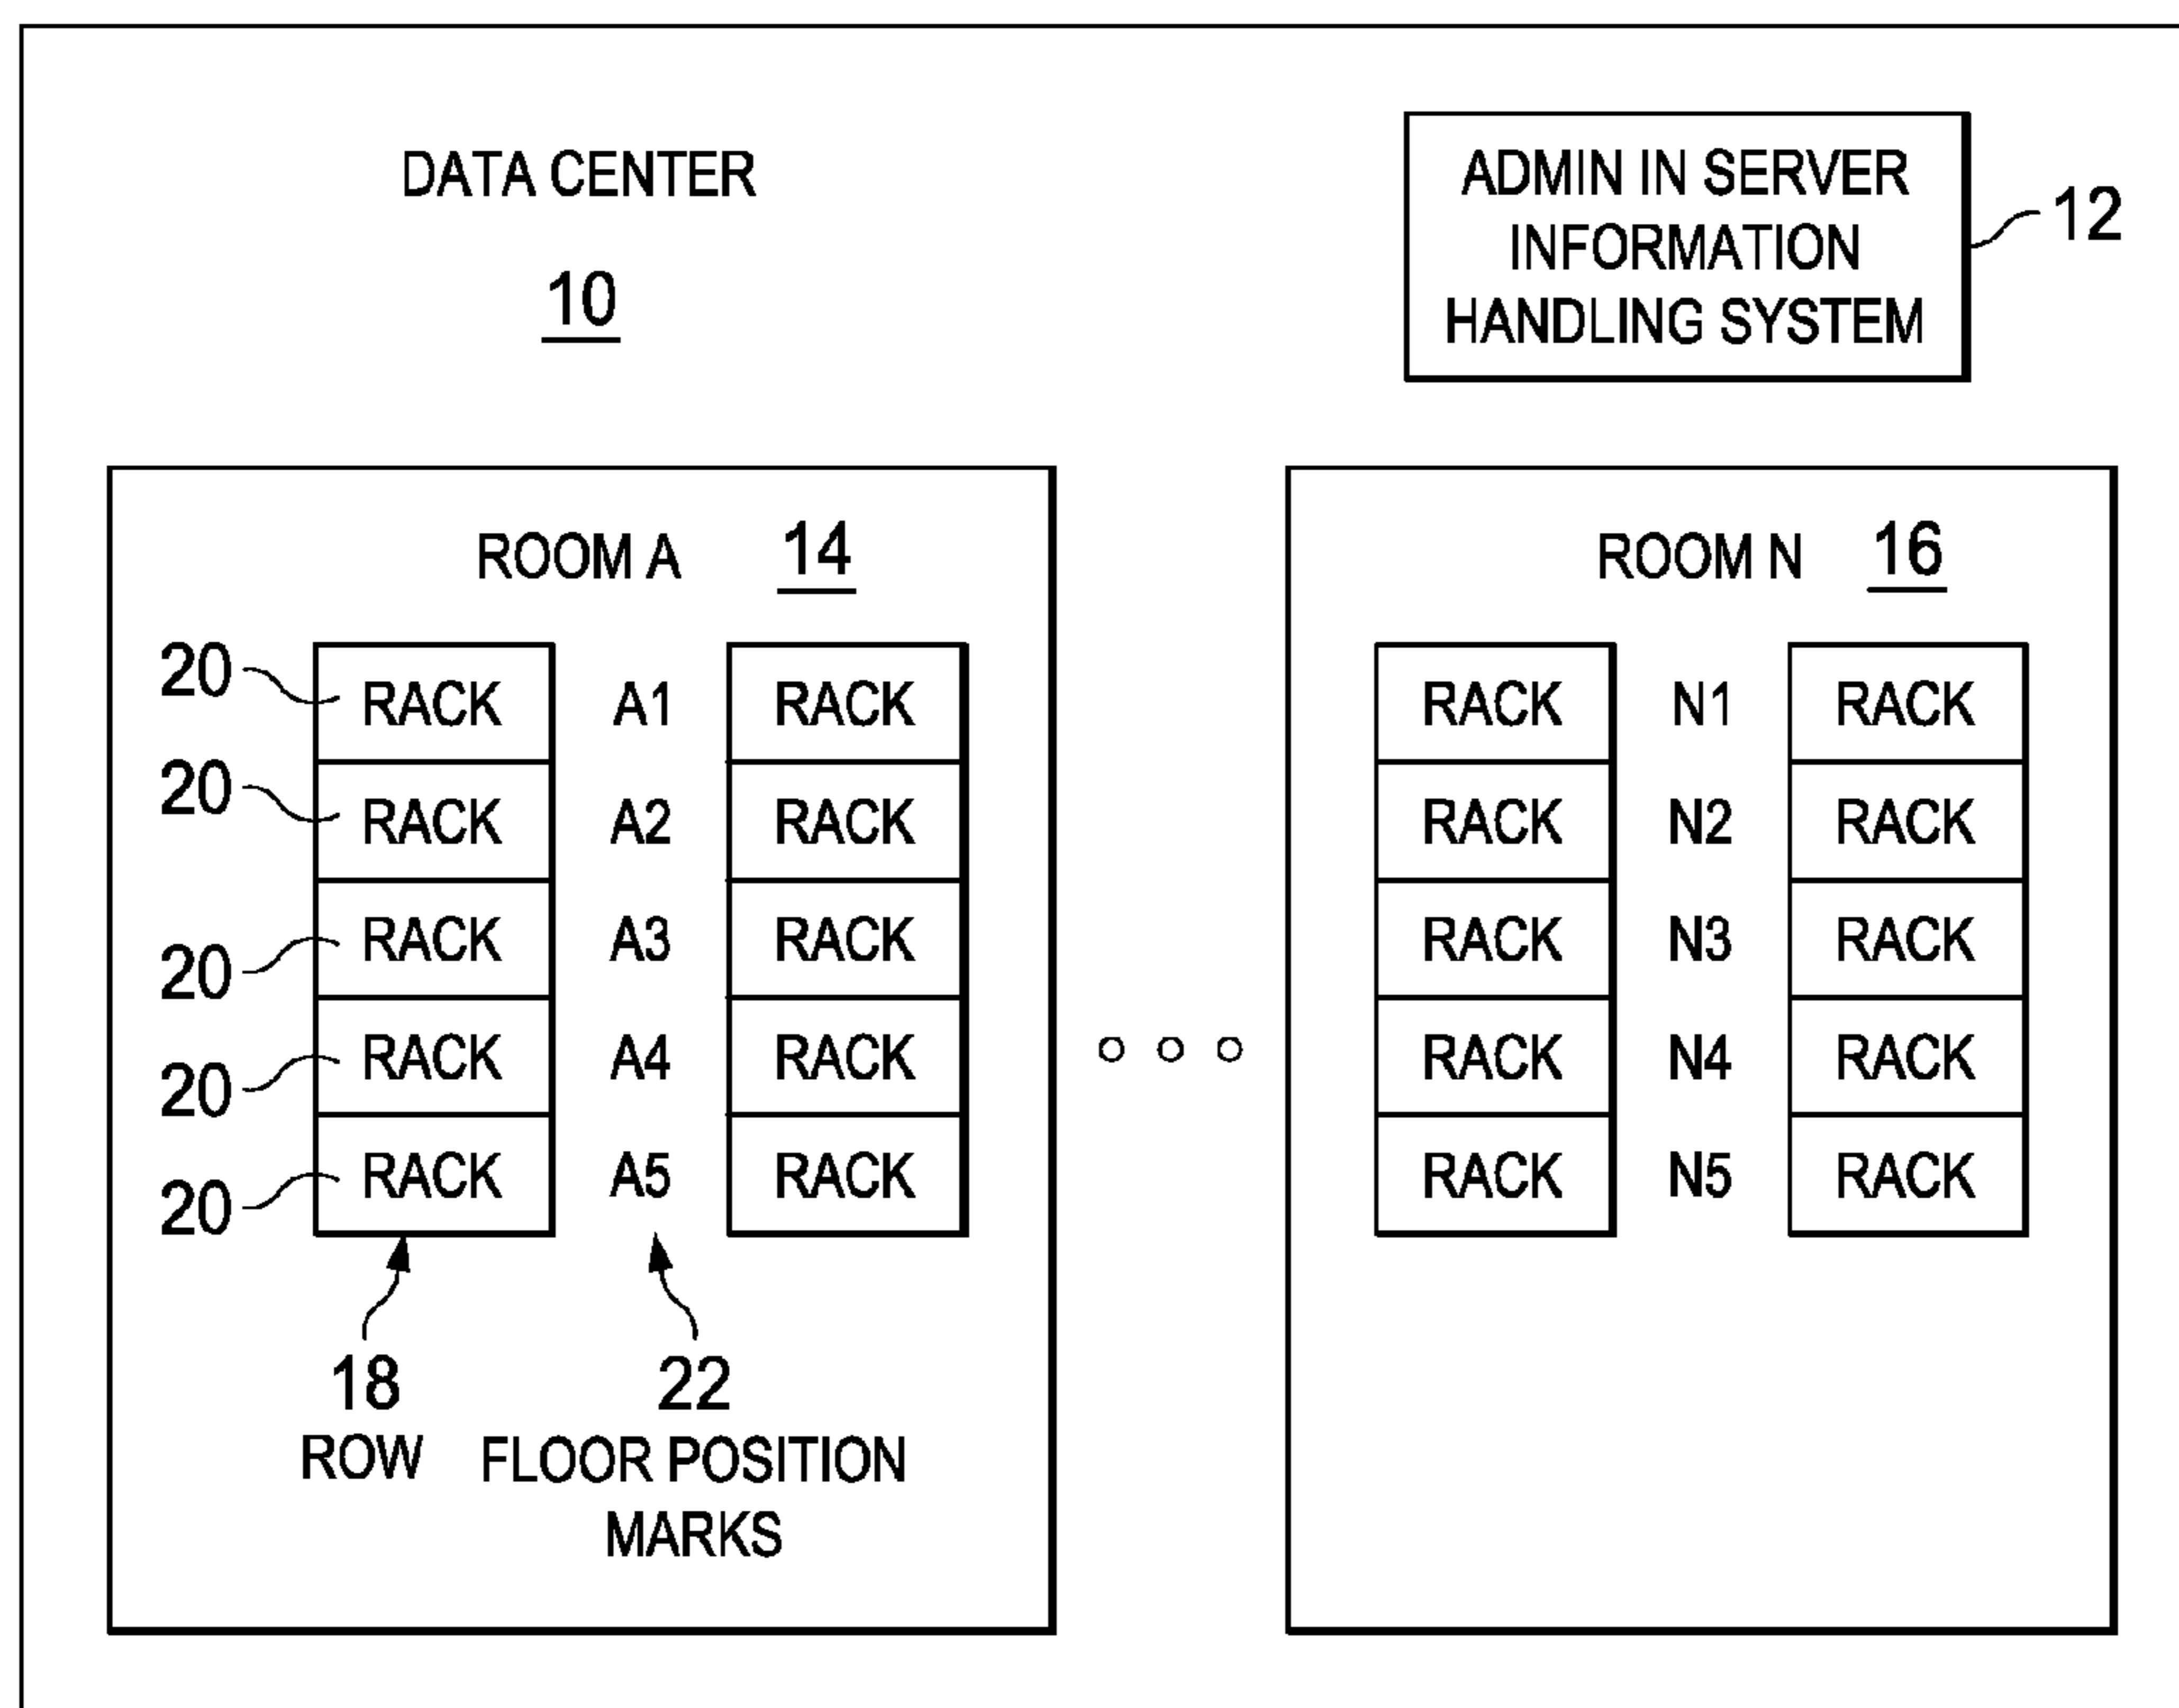 DATA CENTER
10
ADMIN IN SERVER
INFORMATION
HANDLING SYSTEM
12
ROOM A 14
20 RACK A1 RACK
20 RACK A2 RACK
20 RACK A3 RACK
20 RACK A4 RACK
20 RACK A5 RACK
18
ROW
22
FLOOR POSITION
MARKS
ROOM N 16
RACK N1 RACK
RACK N2 RACK
RACK N3 RACK
RACK N4 RACK
RACK N5 RACK